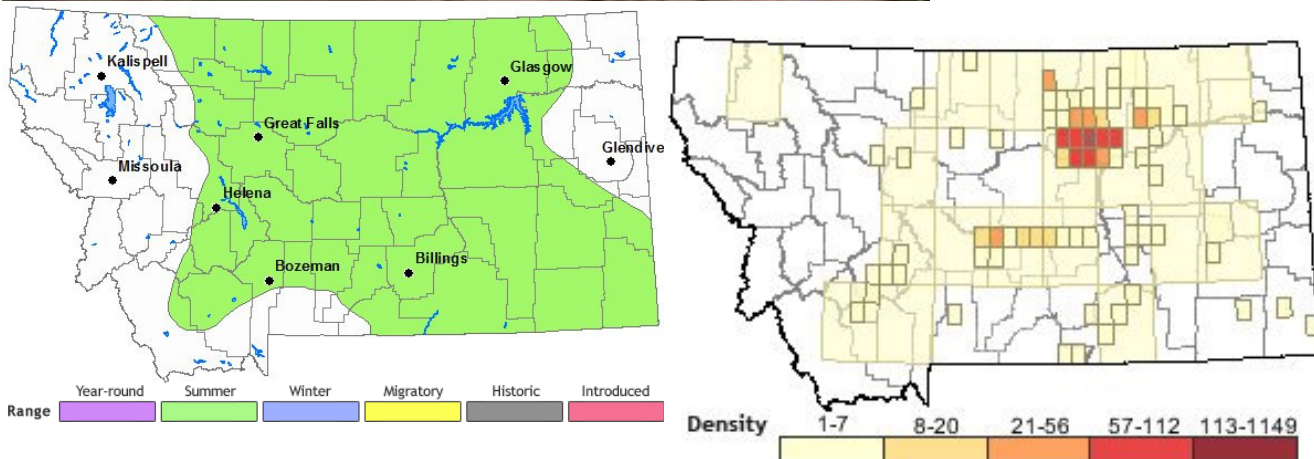 Kalispell
Glasgow
Great Falls
Glendive
Missoula
Helena
Bozeman
Billings
Year-round Summer Winter Migratory Historic Introduced
Range
Density 1-7 8-20 21-56 57-112 113-1149